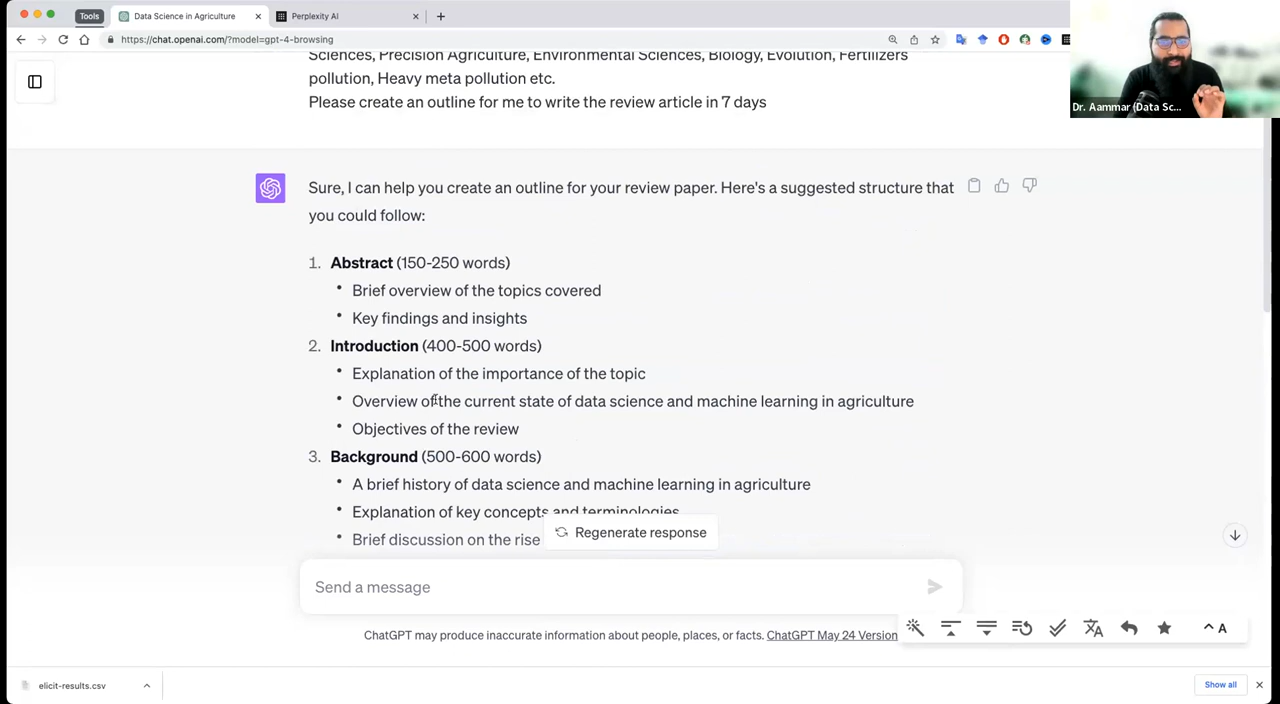 Tools
Data Science in Agriculture
Perplexity AI
https://chat.openai.com/?model=gpt-4-browsing
Sciences, Precision Agriculture, Environmental Sciences, Biology, Evolution, Fertilizers
pollution, Heavy meta pollution etc.
Please create an outline for me to write the review article in 7 days
Dr. Aammar (Data Sc...
Sure, I can help you create an outline for your review paper. Here's a suggested structure that
you could follow:
1. Abstract (150-250 words)
• Brief overview of the topics covered
• Key findings and insights
2. Introduction (400-500 words)
• Explanation of the importance of the topic
• Overview of the current state of data science and machine learning in agriculture
• Objectives of the review
3. Background (500-600 words)
• A brief history of data science and machine learning in agriculture
• Explanation of key concepts and terminologies
• Brief discussion on the rise
Regenerate response
Send a message
ChatGPT may produce inaccurate information about people, places, or facts. ChatGPT May 24 Version
A
elicit-results.csv
Show all